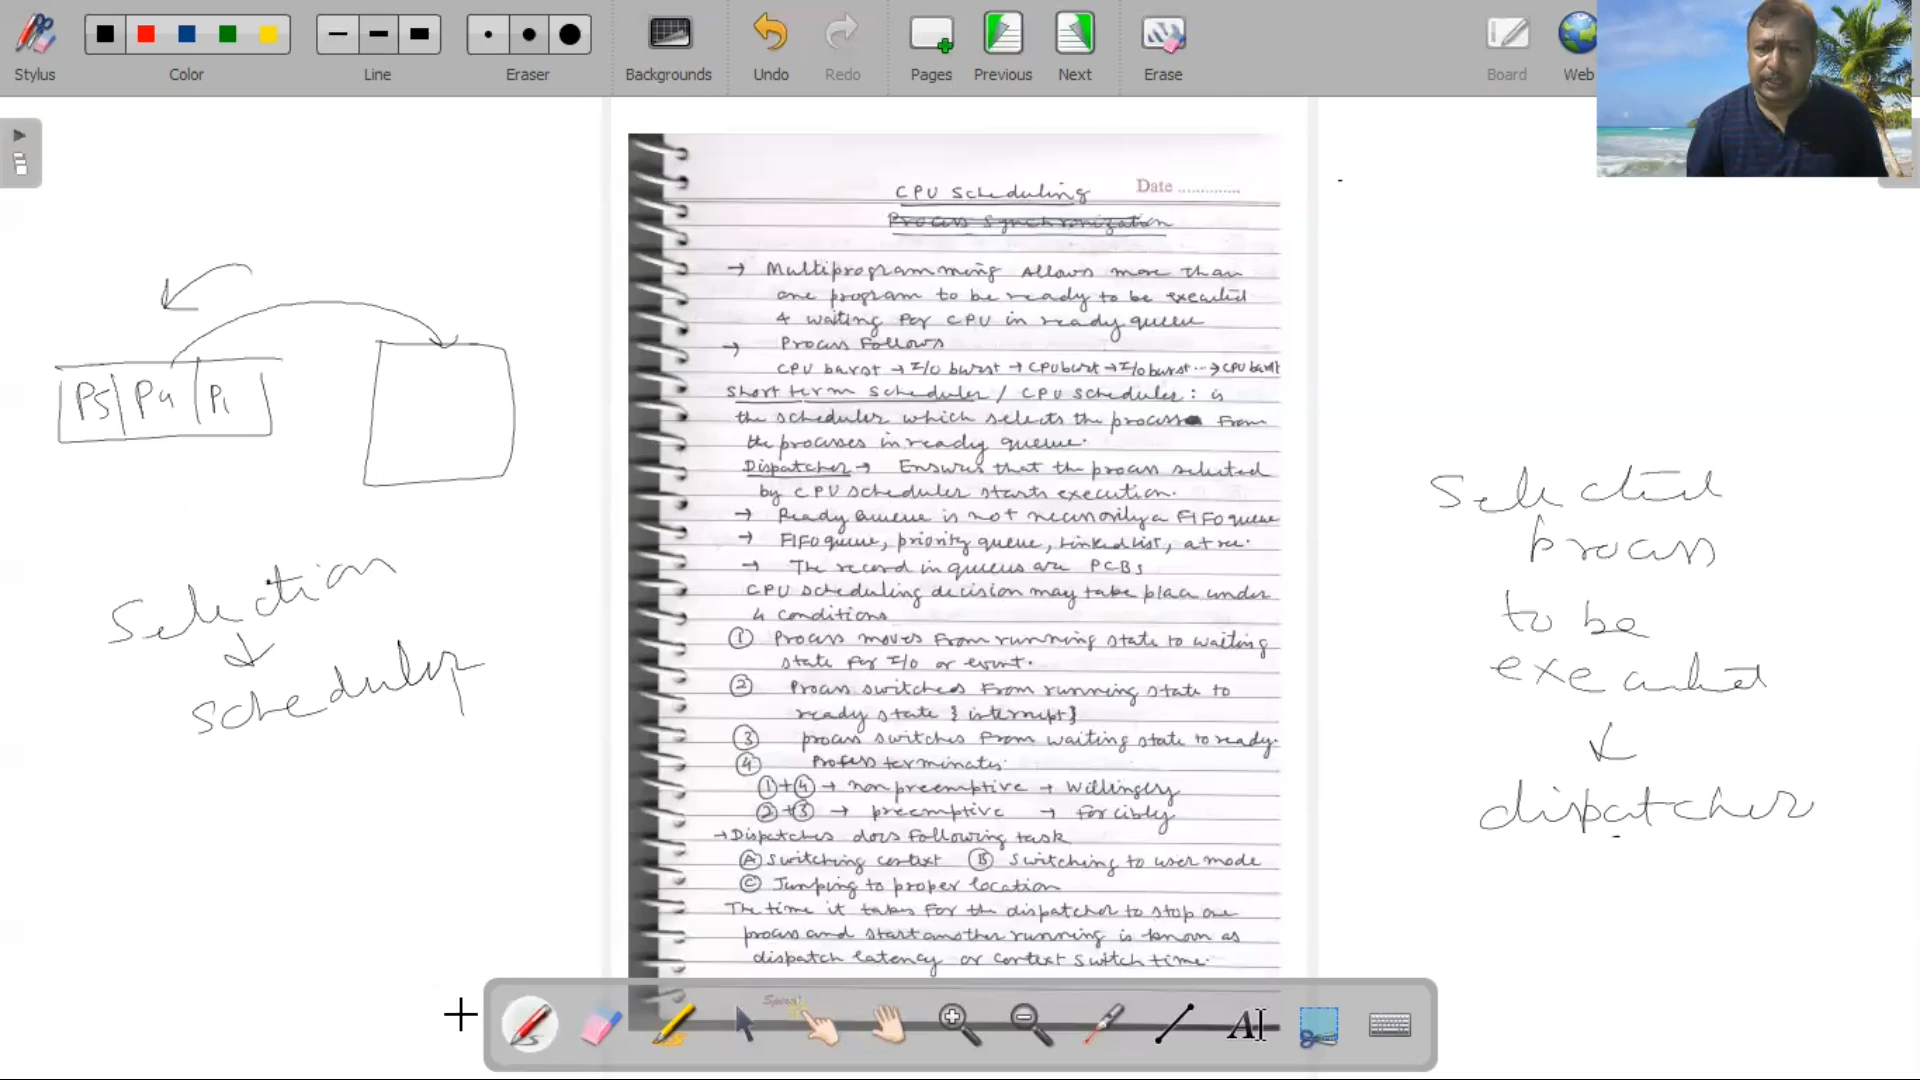 Stylus
Color
Line
Eraser
Backgrounds
Undo
Redo
Pages
Previous
Next
Erase
Board
Web
P5 P4 P1
Selection
scheduler
CPU Scheduling
Date
Process Synchronization
→ Multiprogramming Allows more than
one program to be ready to be executed
& waiting for CPU in ready queue
→ Process Follows
CPU burst → I/O burst → CPU burst → I/O burst ... → CPU burst
Short term scheduler / CPU scheduler : is
the scheduler which selects the process from
the processes in ready queue.
Dispatcher → Ensures that the process selected
by CPU scheduler starts execution.
→ Ready Queue is not necessarily a FIFO queue
→ FIFO queue, priority queue, Linked List, a tree.
→ The record in queues are PCBs
CPU scheduling decision may take place under
4 conditions
① Process moves from running state to waiting
state for I/O or event.
② Process switches from running state to
ready state { interrupt }
③ process switches from waiting state to ready.
④ Process terminates.
①+④ → nonpreemptive → Willingly
②+③ → preemptive → Forcibly
→ Dispatches does following task
Ⓐ Switching context Ⓑ Switching to user mode
Ⓒ Jumping to proper location
The time it takes for the dispatcher to stop one
process and start another running is known as
dispatch latency or context switch time.
Selected
process
to be
executed
dispatcher